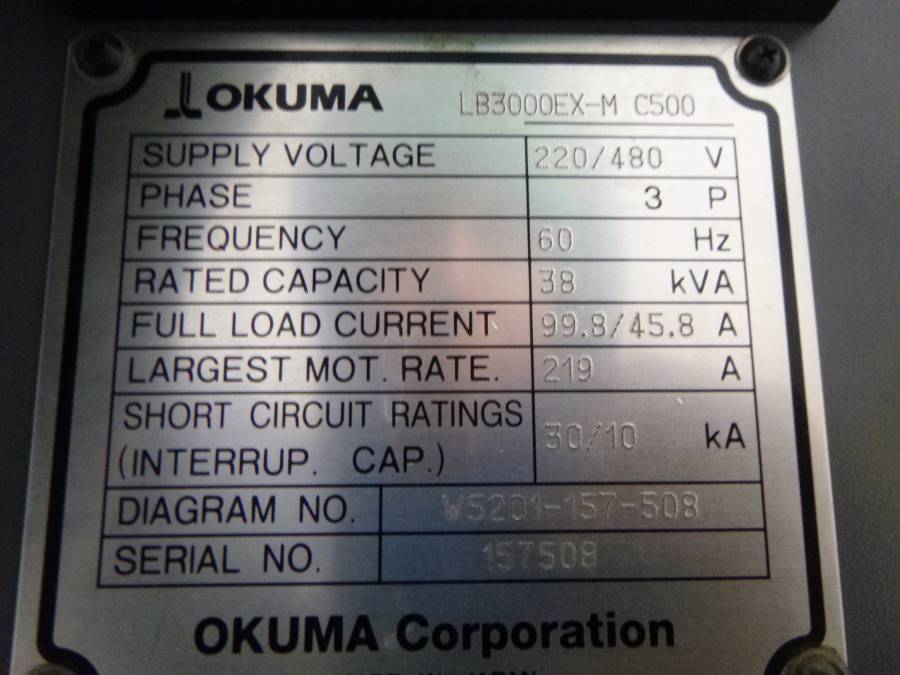 OKUMA LB3000EX-M C500
SUPPLY VOLTAGE 220/480 V
PHASE 3 P
FREQUENCY 60 Hz
RATED CAPACITY 38 kVA
FULL LOAD CURRENT 99.8/45.8 A
LARGEST MOT. RATE. 219 A
SHORT CIRCUIT RATINGS
(INTERRUP. CAP.) 30/10 kA
DIAGRAM NO. W5201-157-508
SERIAL NO. 157508
OKUMA Corporation